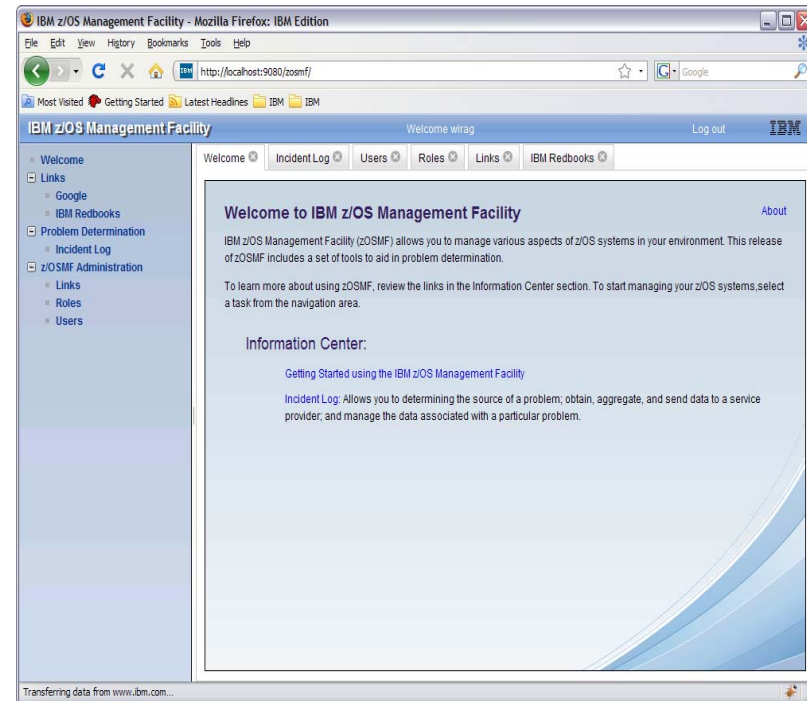 IBM z/OS Management Facility - Mozilla Firefox: IBM Edition
File Edit View History Bookmarks Tools Help
IBM http://localhost:9080/zosmf/ G Google
Most Visited Getting Started Latest Headlines IBM IBM
IBM z/OS Management Facility Welcome wirag Log out IBM
Welcome
Links
Google
IBM Redbooks
Problem Determination
Incident Log
z/OSMF Administration
Links
Roles
Users
Welcome Incident Log Users Roles Links IBM Redbooks
Welcome to IBM z/OS Management Facility About
IBM z/OS Management Facility (zOSMF) allows you to manage various aspects of z/OS systems in your environment. This release
of zOSMF includes a set of tools to aid in problem determination.
To learn more about using zOSMF, review the links in the Information Center section. To start managing your z/OS systems,select
a task from the navigation area.
Information Center:
Getting Started using the IBM z/OS Management Facility
Incident Log: Allows you to determining the source of a problem; obtain, aggregate, and send data to a service
provider; and manage the data associated with a particular problem.
Transferring data from www.ibm.com...